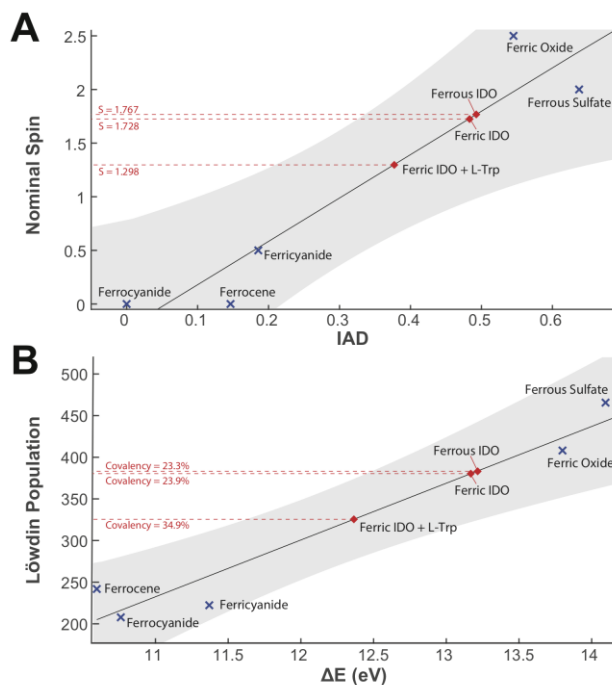 A
2.5
2
1.5
1
0.5
0
Nominal Spin
Ferric Oxide
Ferrous Sulfate
Ferrous IDO
Ferric IDO
S = 1.767
S = 1.728
S = 1.298
Ferric IDO + L-Trp
Ferricyanide
Ferrocyanide
Ferrocene
0 0.1 0.2 0.3 0.4 0.5 0.6
IAD
B
500
450
400
350
300
250
200
Löwdin Population
Ferrous Sulfate
Ferrous IDO
Ferric Oxide
Covalency = 23.3%
Covalency = 23.9%
Ferric IDO
Covalency = 34.9%
Ferric IDO + L-Trp
Ferrocene
Ferricyanide
Ferrocyanide
11 11.5 12 12.5 13 13.5 14
ΔE (eV)